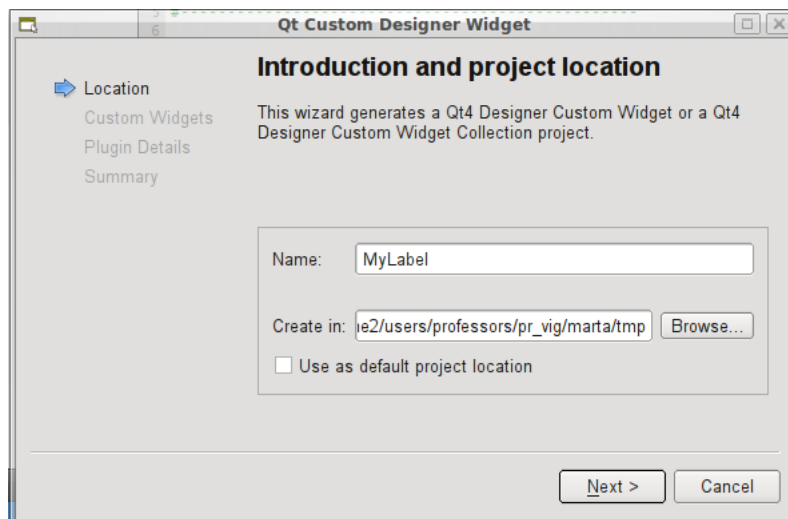 5 #-------------------------------------------------
6
Qt Custom Designer Widget
Location
Custom Widgets
Plugin Details
Summary
Introduction and project location
This wizard generates a Qt4 Designer Custom Widget or a Qt4
Designer Custom Widget Collection project.
Name: MyLabel
Create in: e2/users/professors/pr_vig/marta/tmp Browse...
Use as default project location
Next > Cancel